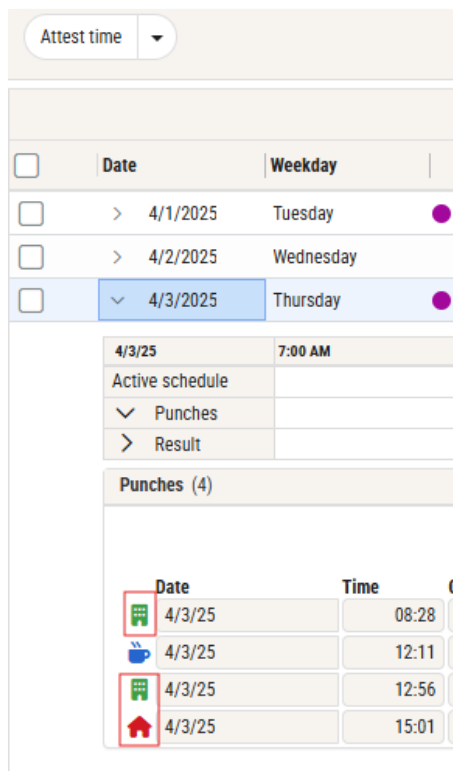 Attest time
Date Weekday
4/1/2025 Tuesday
4/2/2025 Wednesday
4/3/2025 Thursday
4/3/25 7:00 AM
Active schedule
Punches
Result
Punches (4)
Date Time
4/3/25 08:28
4/3/25 12:11
4/3/25 12:56
4/3/25 15:01